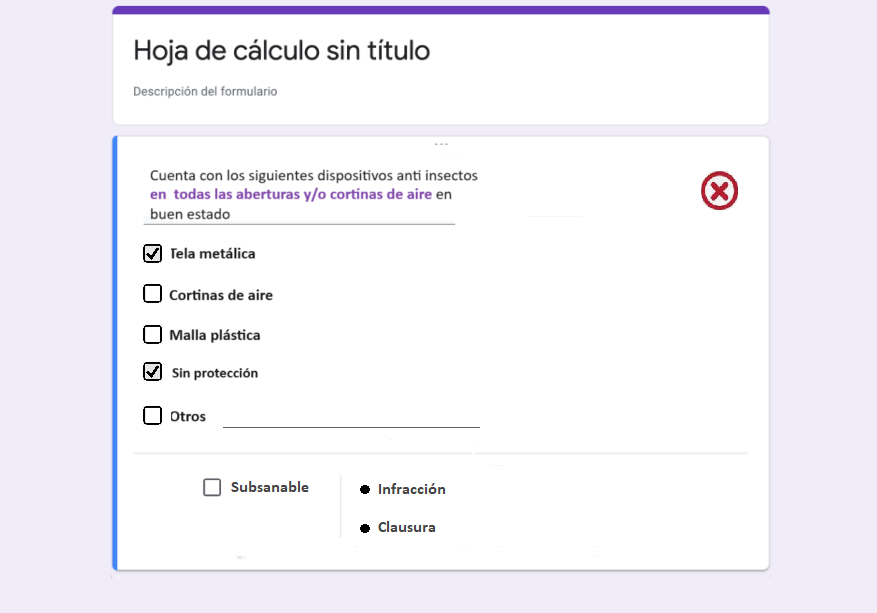 Hoja de cálculo sin título
Descripción del formulario
Cuenta con los siguientes dispositivos anti insectos
en todas las aberturas y/o cortinas de aire en
buen estado
Tela metálica
Cortinas de aire
Malla plástica
Sin protección
Otros
Subsanable
Infracción
Clausura